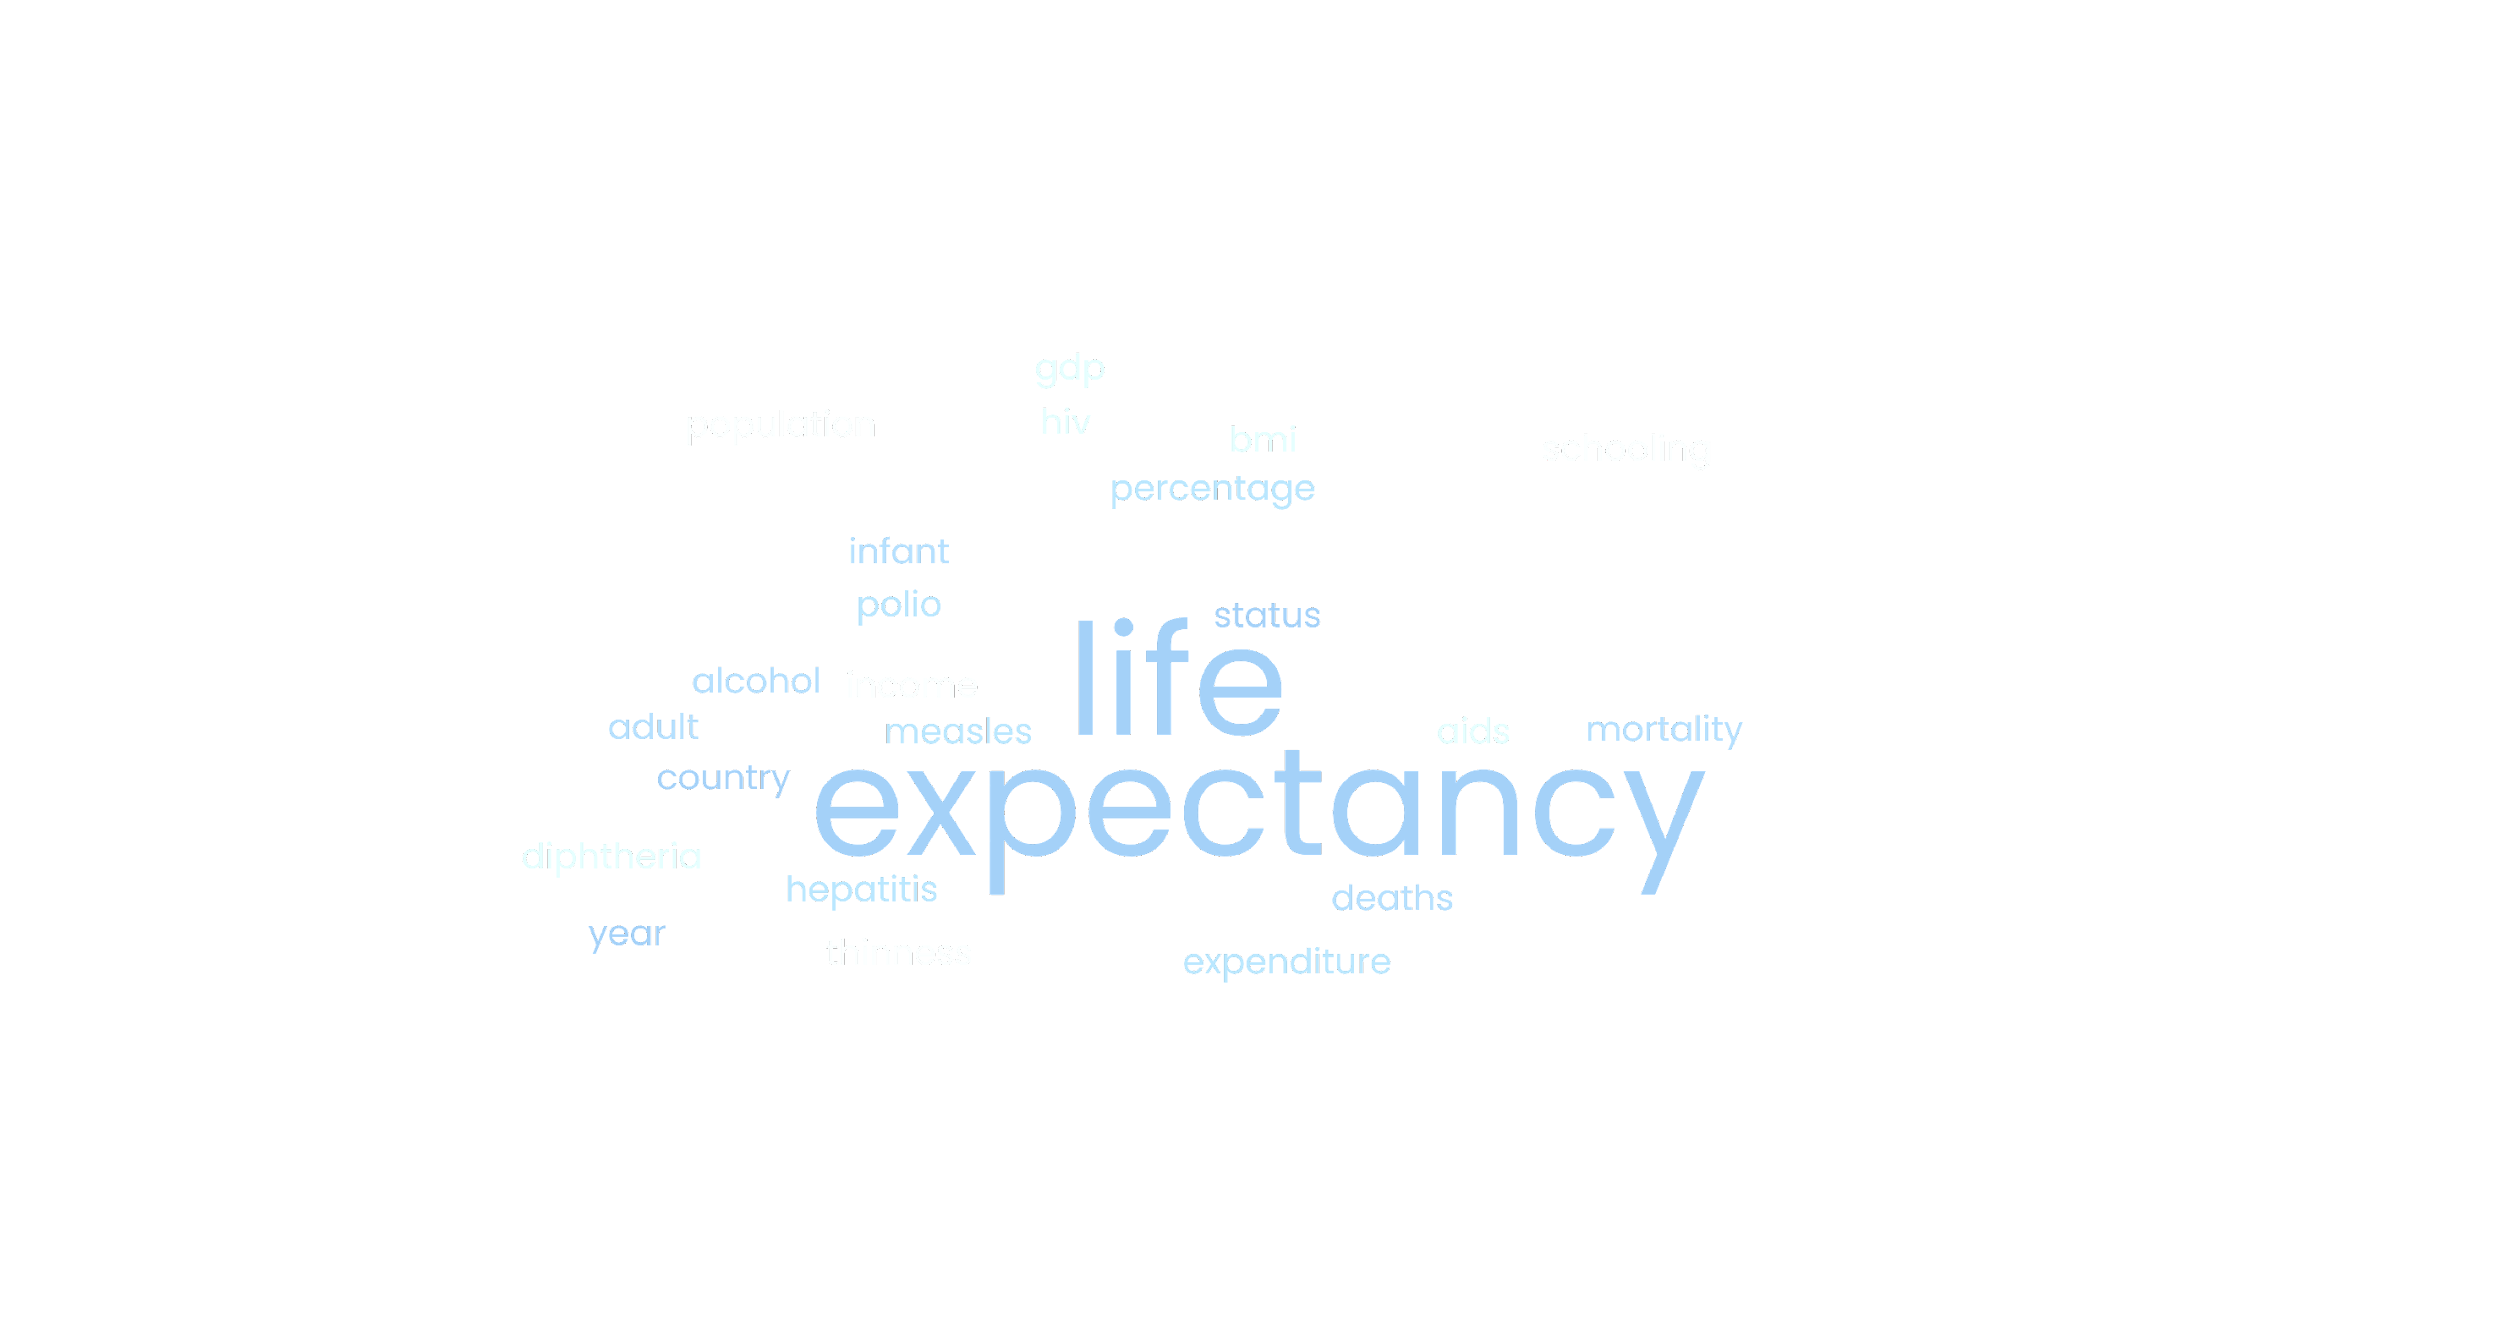 gdp
population
hiv
bmi
schooling
percentage
infant
polio
status
life
alcohol
income
adult
measles
aids
mortality
country
expectancy
diphtheria
hepatitis
deaths
year
thinness
expenditure